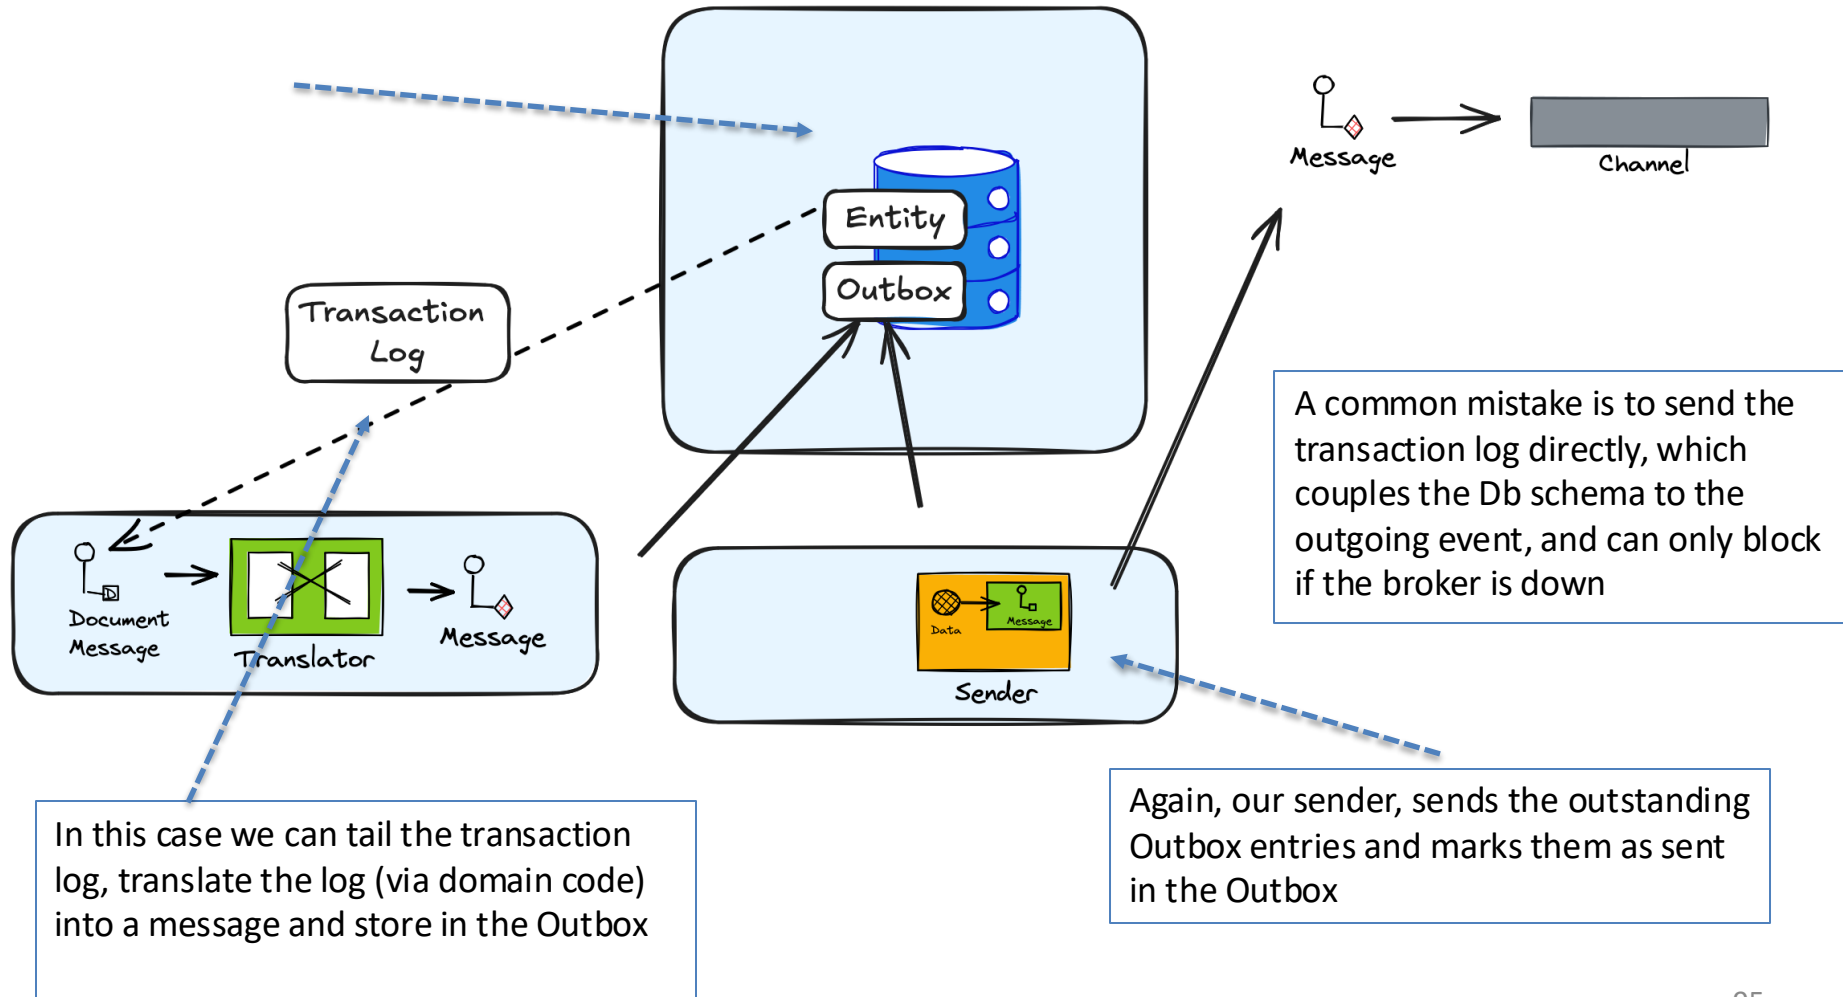 Entity
Outbox
Transaction
Log
Message
Channel
A common mistake is to send the
transaction log directly, which
couples the Db schema to the
outgoing event, and can only block
if the broker is down
Document
Message
Translator
Message
Data
Message
Sender
In this case we can tail the transaction
log, translate the log (via domain code)
into a message and store in the Outbox
Again, our sender, sends the outstanding
Outbox entries and marks them as sent
in the Outbox